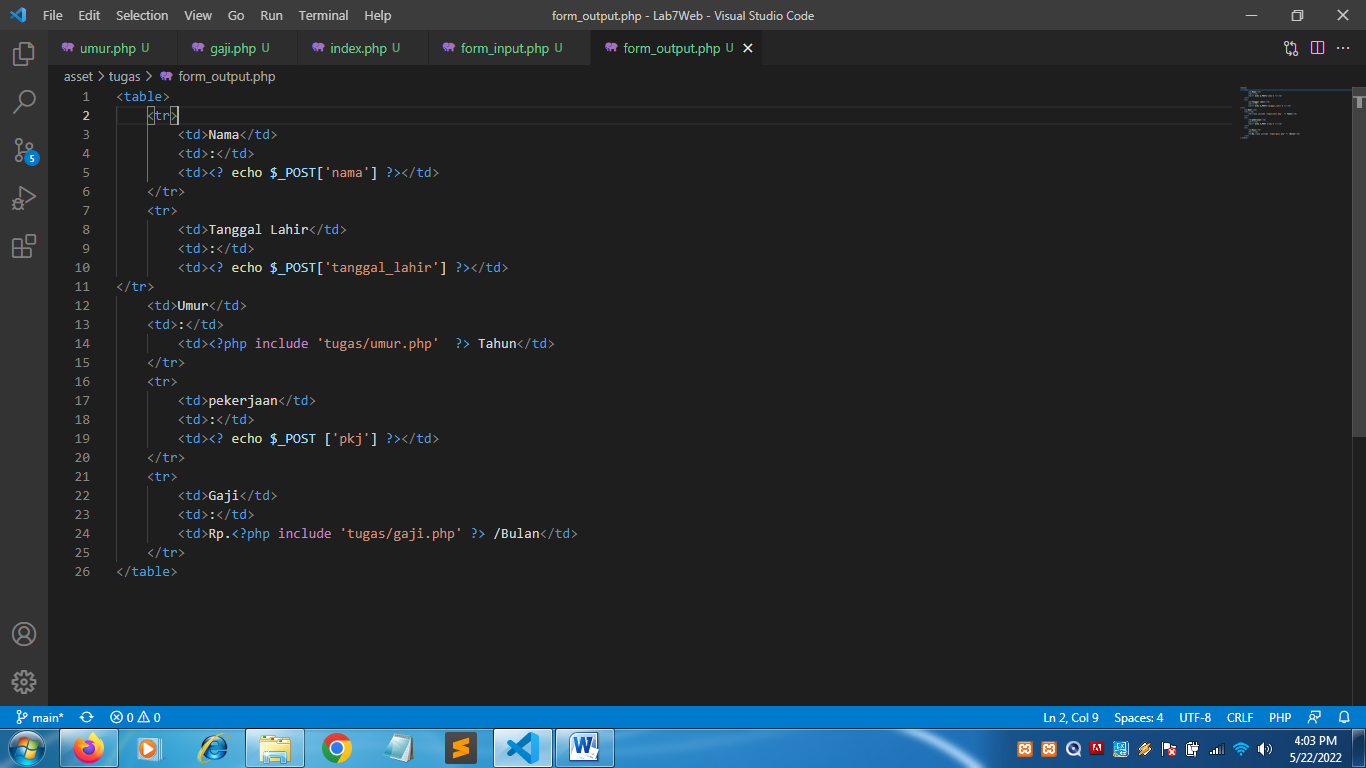 File Edit Selection View Go Run Terminal Help form_output.php - Lab7Web - Visual Studio Code
umur.php U gaji.php U index.php U form_input.php U form_output.php U
asset > tugas > form_output.php
1 <table>
2 <tr>
3 <td>Nama</td>
4 <td>:</td>
5 <td><? echo $_POST['nama'] ?></td>
6 </tr>
7 <tr>
8 <td>Tanggal Lahir</td>
9 <td>:</td>
10 <td><? echo $_POST['tanggal_lahir'] ?></td>
11 </tr>
12 <td>Umur</td>
13 <td>:</td>
14 <td><?php include 'tugas/umur.php'  ?> Tahun</td>
15 </tr>
16 <tr>
17 <td>pekerjaan</td>
18 <td>:</td>
19 <td><? echo $_POST ['pkj'] ?></td>
20 </tr>
21 <tr>
22 <td>Gaji</td>
23 <td>:</td>
24 <td>Rp.<?php include 'tugas/gaji.php' ?> /Bulan</td>
25 </tr>
26 </table>
5
main* 0 0 Ln 2, Col 9 Spaces: 4 UTF-8 CRLF PHP
4:03 PM
5/22/2022